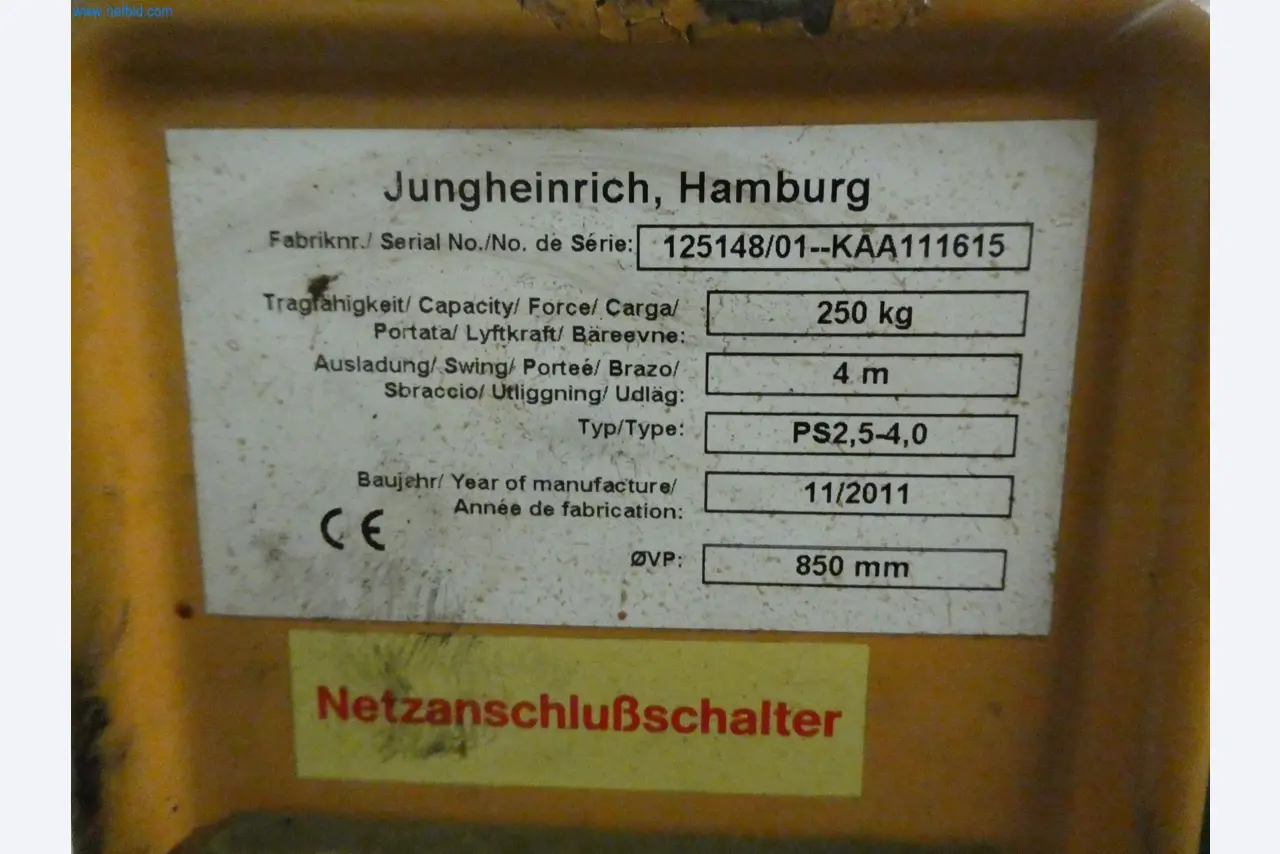 www.netbid.com
Jungheinrich, Hamburg
Fabriknr./ Serial No./No. de Série: 125148/01--KAA111615
Tragfähigkeit/ Capacity/ Force/ Carga/
Portata/ Lyftkraft/ Bäreevne: 250 kg
Ausladung/ Swing/ Porteé/ Brazo/
Sbraccio/ Utliggning/ Udläg: 4 m
Typ/Type: PS2,5-4,0
Baujahr/ Year of manufacture/
Année de fabrication: 11/2011
CE
ØVP: 850 mm
Netzanschlußschalter